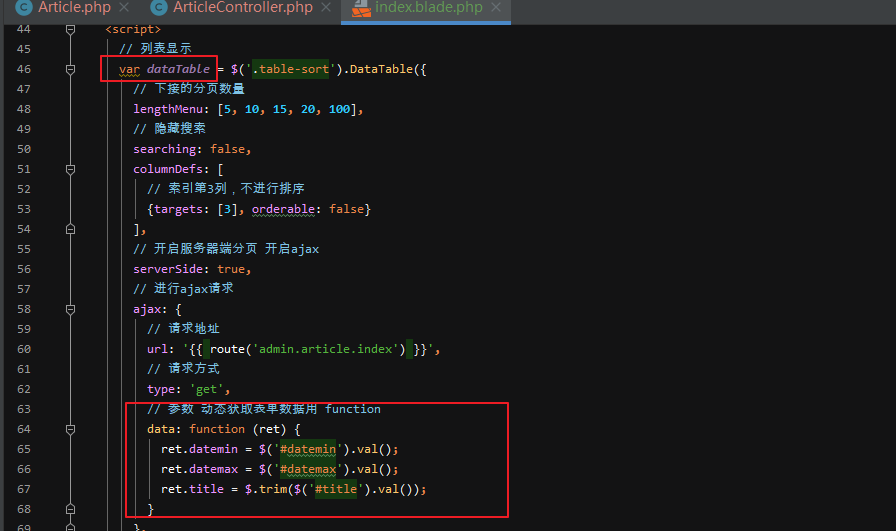 Article.php × ArticleController.php × index.blade.php ×
44 <script>
45 // 列表显示
46 var dataTable = $('.table-sort').DataTable({
47 // 下接的分页数量
48 lengthMenu: [5, 10, 15, 20, 100],
49 // 隐藏搜索
50 searching: false,
51 columnDefs: [
52 // 索引第3列，不进行排序
53 {targets: [3], orderable: false}
54 ],
55 // 开启服务器端分页 开启ajax
56 serverSide: true,
57 // 进行ajax请求
58 ajax: {
59 // 请求地址
60 url: '{{ route('admin.article.index') }}',
61 // 请求方式
62 type: 'get',
63 // 参数 动态获取表单数据用 function
64 data: function (ret) {
65 ret.datemin = $('#datemin').val();
66 ret.datemax = $('#datemax').val();
67 ret.title = $.trim($('#title').val());
68 }
69 },